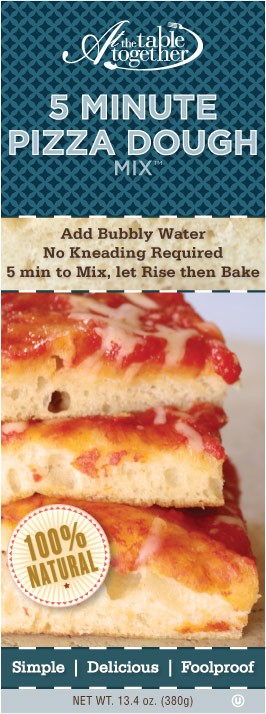 At the table
together
5 MINUTE
PIZZA DOUGH
MIX™
Add Bubbly Water
No Kneading Required
5 min to Mix, let Rise then Bake
100%
NATURAL
Simple | Delicious | Foolproof
NET WT. 13.4 oz. (380g)
U